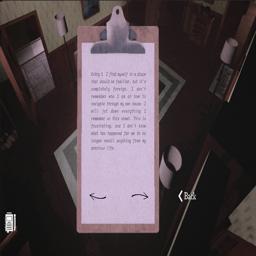 Entry 1. I find myself in a place
that should be familiar, but it's
completely foreign. I don't
remember who I am or how to
navigate through my own house. I
will jot down everything I
remember on this sheet. This is
frustrating, and I don't know
what has happened for me to no
longer recall anything from my
previous life.
Back